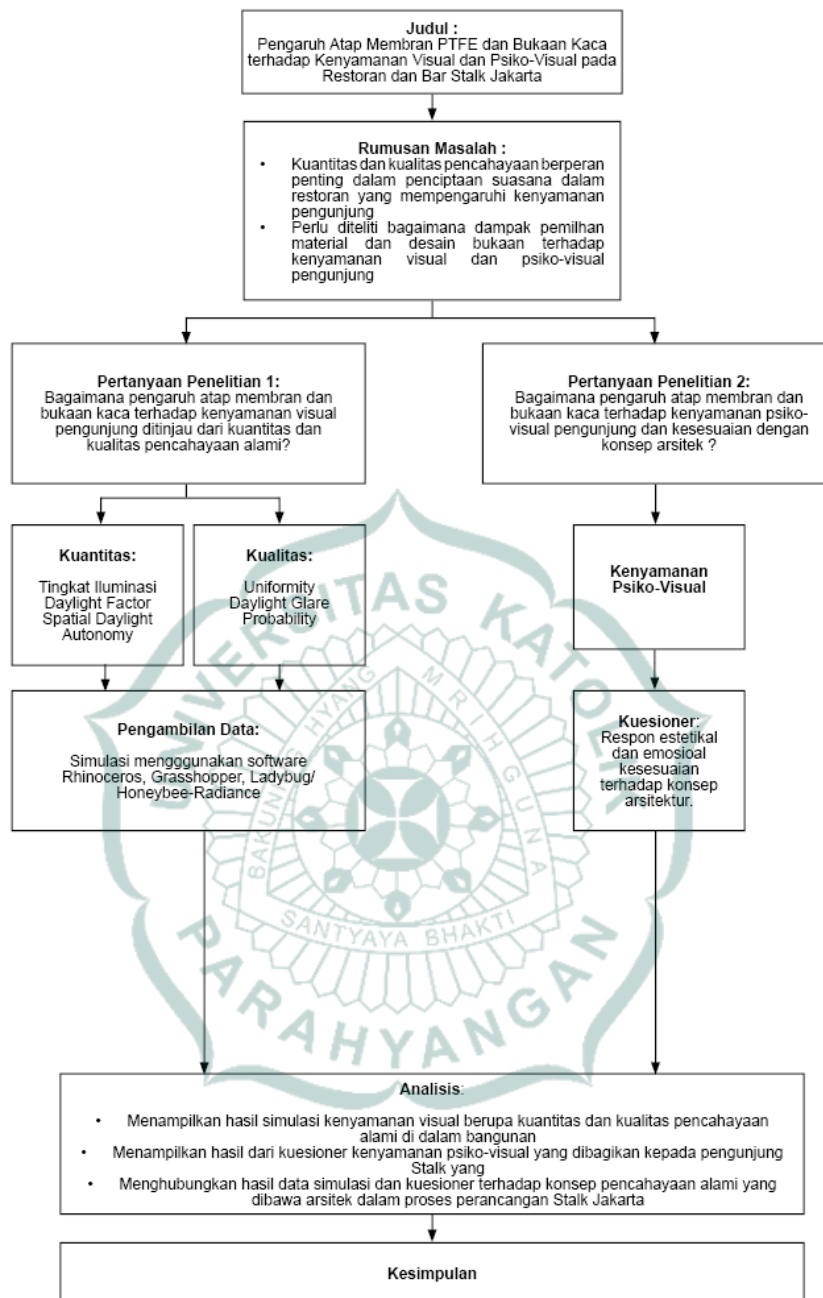 Judul :
Pengaruh Atap Membran PTFE dan Bukaan Kaca
terhadap Kenyamanan Visual dan Psiko-Visual pada
Restoran dan Bar Stalk Jakarta
Rumusan Masalah :
• Kuantitas dan kualitas pencahayaan berperan
penting dalam penciptaan suasana dalam
restoran yang mempengaruhi kenyamanan
pengunjung
• Perlu diteliti bagaimana dampak pemilhan
material dan desain bukaan terhadap
kenyamanan visual dan psiko-visual
pengunjung
Pertanyaan Penelitian 1:
Bagaimana pengaruh atap membran dan
bukaan kaca terhadap kenyamanan visual
pengunjung ditinjau dari kuantitas dan
kualitas pencahayaan alami?
Pertanyaan Penelitian 2:
Bagaimana pengaruh atap membran dan
bukaan kaca terhadap kenyamanan psiko-
visual pengunjung dan kesesuaian dengan
konsep arsitek ?
Kuantitas:
Tingkat Iluminasi
Daylight Factor
Spatial Daylight
Autonomy
Kualitas:
Uniformity
Daylight Glare
Probability
Kenyamanan
Psiko-Visual
Pengambilan Data:
Simulasi mengggunakan software
Rhinoceros, Grasshopper, Ladybug/
Honeybee-Radiance
Kuesioner:
Respon estetikal
dan emosioal
kesesuaian
terhadap konsep
arsitektur.
UNIVERSITAS KATOLIK
PARAHYANGAN
BAKUNING HYANG MRIH GUNA
SANTYAYA BHAKTI
Analisis:
• Menampilkan hasil simulasi kenyamanan visual berupa kuantitas dan kualitas pencahayaan
alami di dalam bangunan
• Menampilkan hasil dari kuesioner kenyamanan psiko-visual yang dibagikan kepada pengunjung
Stalk yang
• Menghubungkan hasil data simulasi dan kuesioner terhadap konsep pencahayaan alami yang
dibawa arsitek dalam proses perancangan Stalk Jakarta
Kesimpulan